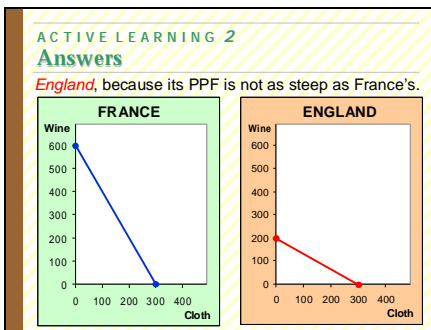 ACTIVE LEARNING 2
Answers
England, because its PPF is not as steep as France's.
FRANCE
Wine
600
500
400
300
200
100
0
0 100 200 300 400
Cloth
ENGLAND
Wine
600
500
400
300
200
100
0
0 100 200 300 400
Cloth